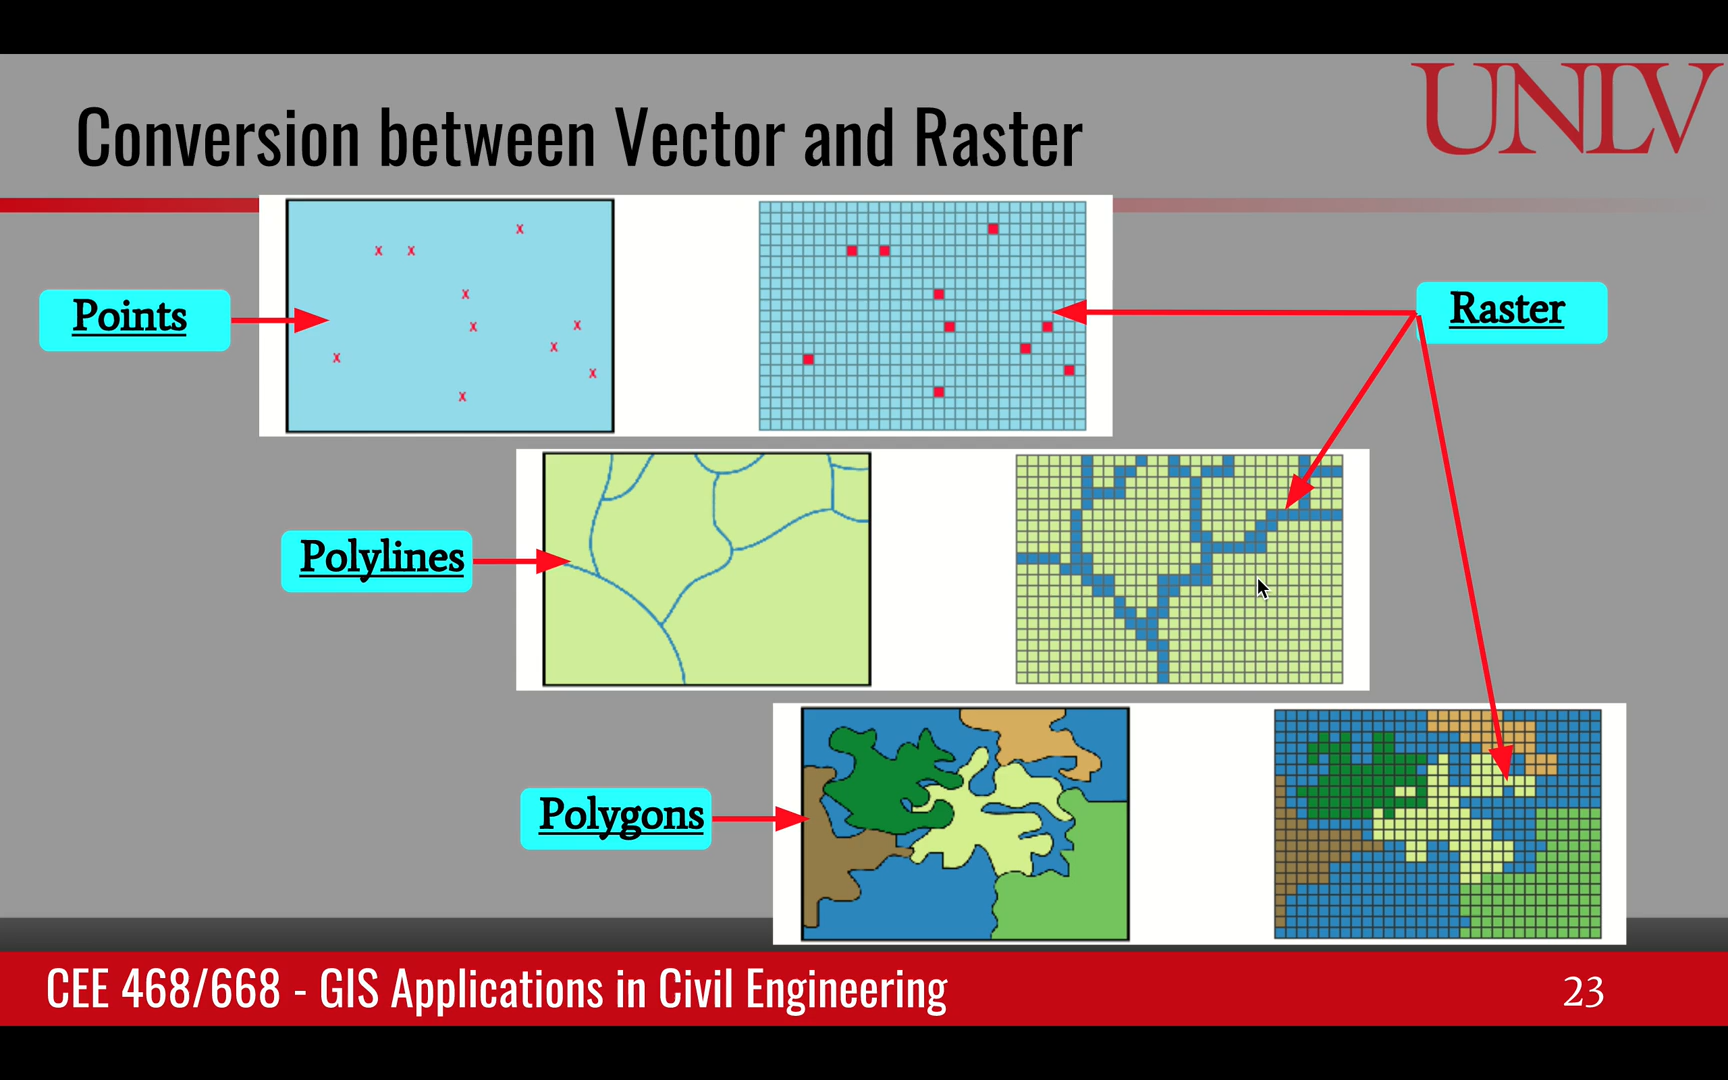 UNLV
Conversion between Vector and Raster
Points
Raster
Polylines
Polygons
CEE 468/668 - GIS Applications in Civil Engineering
23